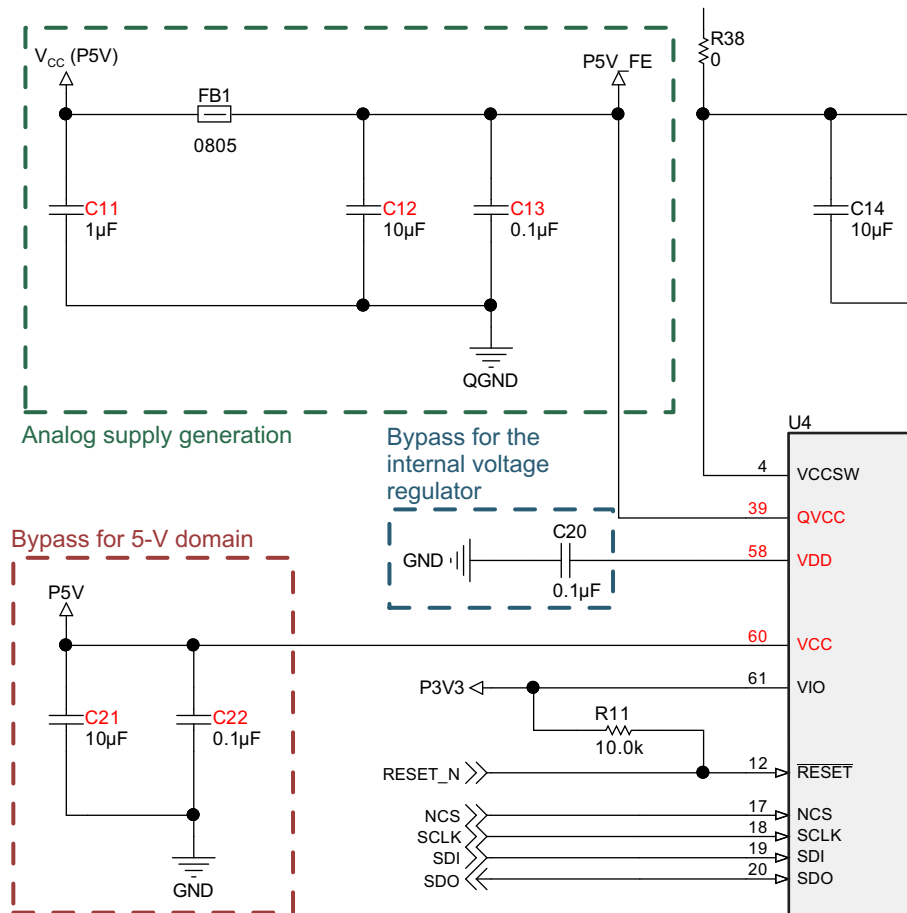 V_CC (P5V)
FB1
0805
P5V_FE
R38
0
C11
1µF
C12
10µF
C13
0.1µF
C14
10µF
QGND
Analog supply generation
Bypass for the
internal voltage
regulator
U4
4 VCCSW
39 QVCC
GND
C20
0.1µF
58 VDD
Bypass for 5-V domain
P5V
60 VCC
C21
10µF
C22
0.1µF
GND
P3V3
61 VIO
R11
10.0k
RESET_N
12 RESET
NCS 17 NCS
SCLK 18 SCLK
SDI 19 SDI
SDO 20 SDO